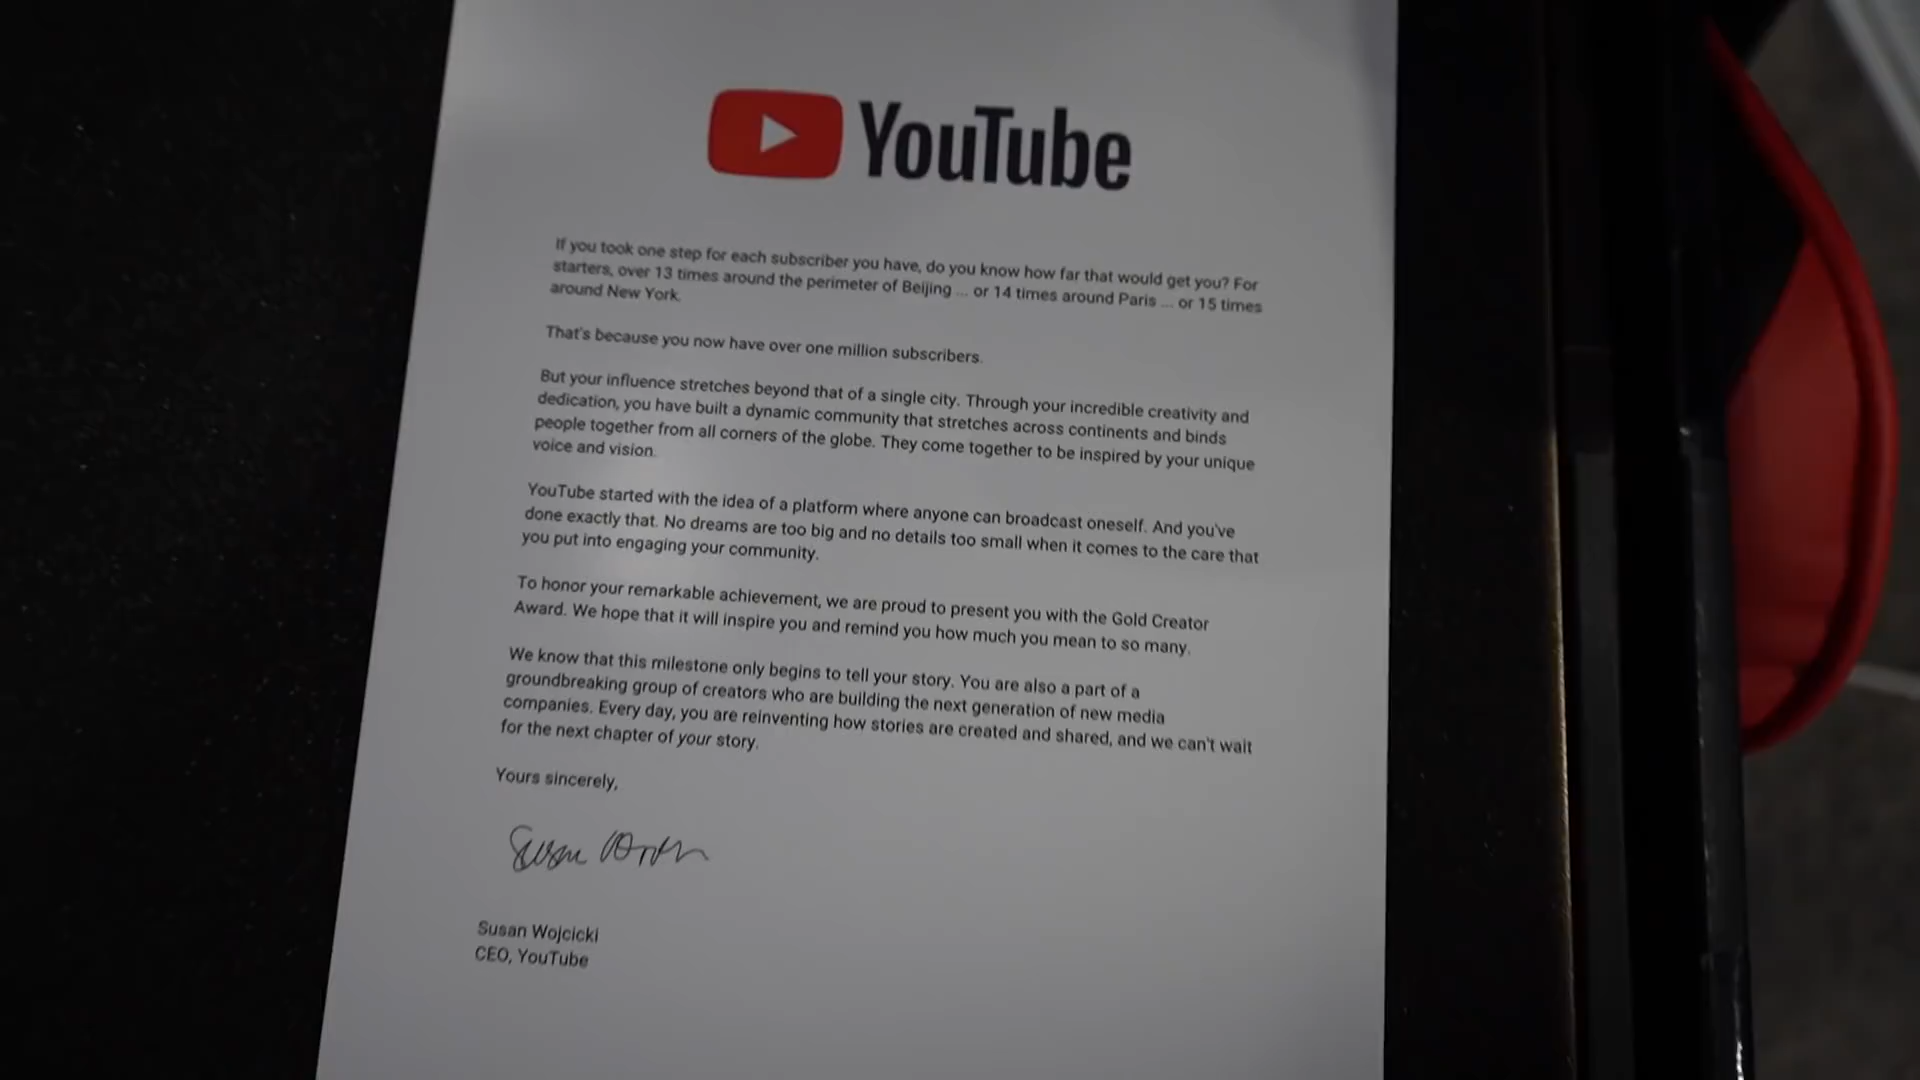 YouTube
If you took one step for each subscriber you have, do you know how far that would get you? For
starters, over 13 times around the perimeter of Beijing ... or 14 times around Paris ... or 15 times
around New York.
That's because you now have over one million subscribers.
But your influence stretches beyond that of a single city. Through your incredible creativity and
dedication, you have built a dynamic community that stretches across continents and binds
people together from all corners of the globe. They come together to be inspired by your unique
voice and vision.
YouTube started with the idea of a platform where anyone can broadcast oneself. And you've
done exactly that. No dreams are too big and no details too small when it comes to the care that
you put into engaging your community.
To honor your remarkable achievement, we are proud to present you with the Gold Creator
Award. We hope that it will inspire you and remind you how much you mean to so many.
We know that this milestone only begins to tell your story. You are also a part of a
groundbreaking group of creators who are building the next generation of new media
companies. Every day, you are reinventing how stories are created and shared, and we can't wait
for the next chapter of your story.
Yours sincerely,
Susan Wojcicki
CEO, YouTube